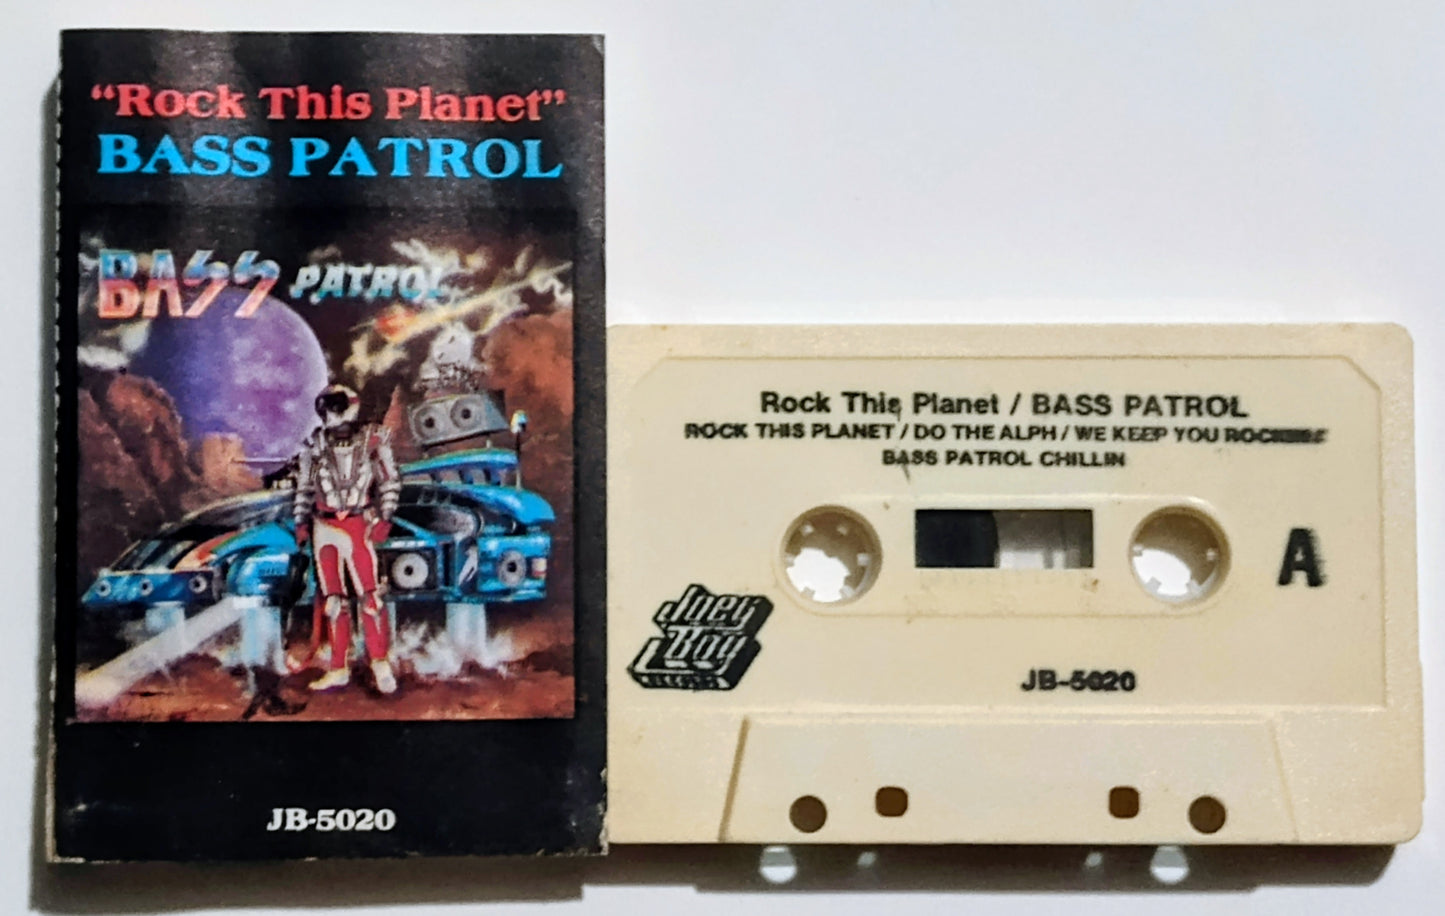 “Rock This Planet”
BASS PATROL
BASS PATROL
JB-5020
Rock This Planet / BASS PATROL
ROCK THIS PLANET / DO THE ALPH / WE KEEP YOU
BASS PATROL CHILLIN
A
Joey
Boy
RECORDS
JB-5020